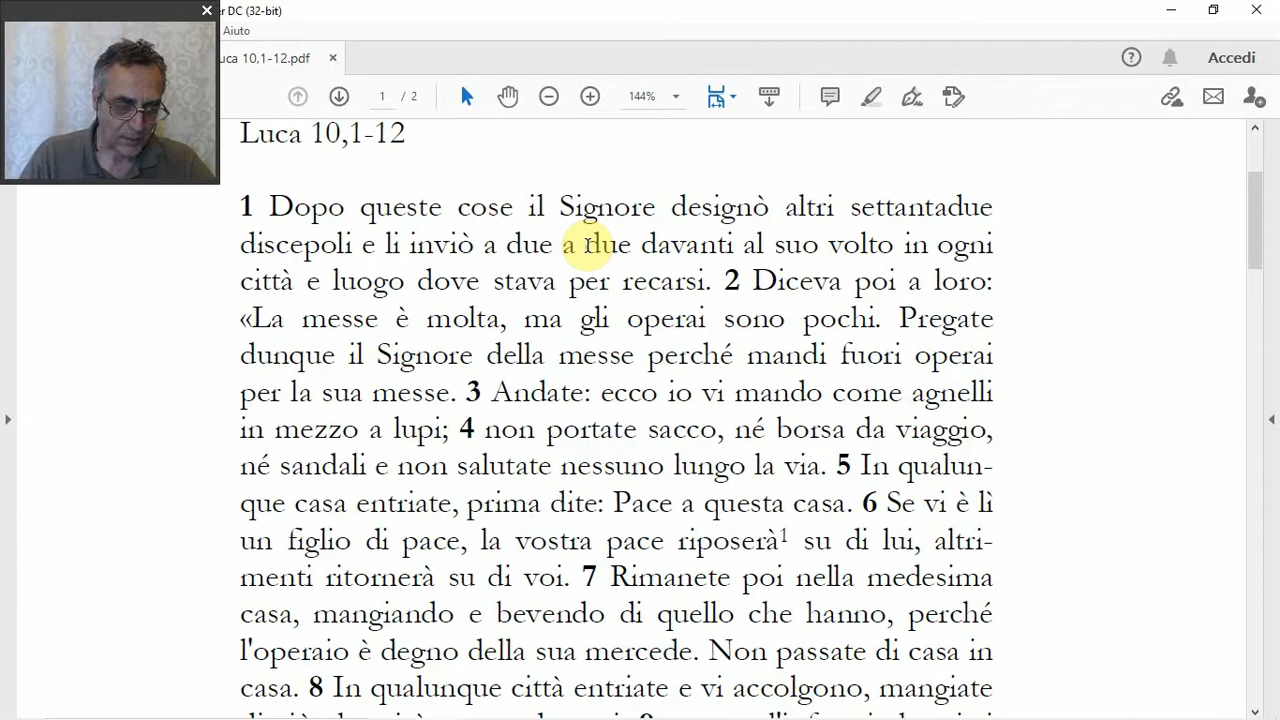 er DC (32-bit)
Aiuto
uca 10,1-12.pdf
Accedi
1 / 2
144%
Luca 10,1-12
1 Dopo queste cose il Signore designò altri settantadue
discepoli e li inviò a due a due davanti al suo volto in ogni
città e luogo dove stava per recarsi. 2 Diceva poi a loro:
«La messe è molta, ma gli operai sono pochi. Pregate
dunque il Signore della messe perché mandi fuori operai
per la sua messe. 3 Andate: ecco io vi mando come agnelli
in mezzo a lupi; 4 non portate sacco, né borsa da viaggio,
né sandali e non salutate nessuno lungo la via. 5 In qualun-
que casa entriate, prima dite: Pace a questa casa. 6 Se vi è lì
un figlio di pace, la vostra pace riposerà¹ su di lui, altri-
menti ritornerà su di voi. 7 Rimanete poi nella medesima
casa, mangiando e bevendo di quello che hanno, perché
l'operaio è degno della sua mercede. Non passate di casa in
casa. 8 In qualunque città entriate e vi accolgono, mangiate